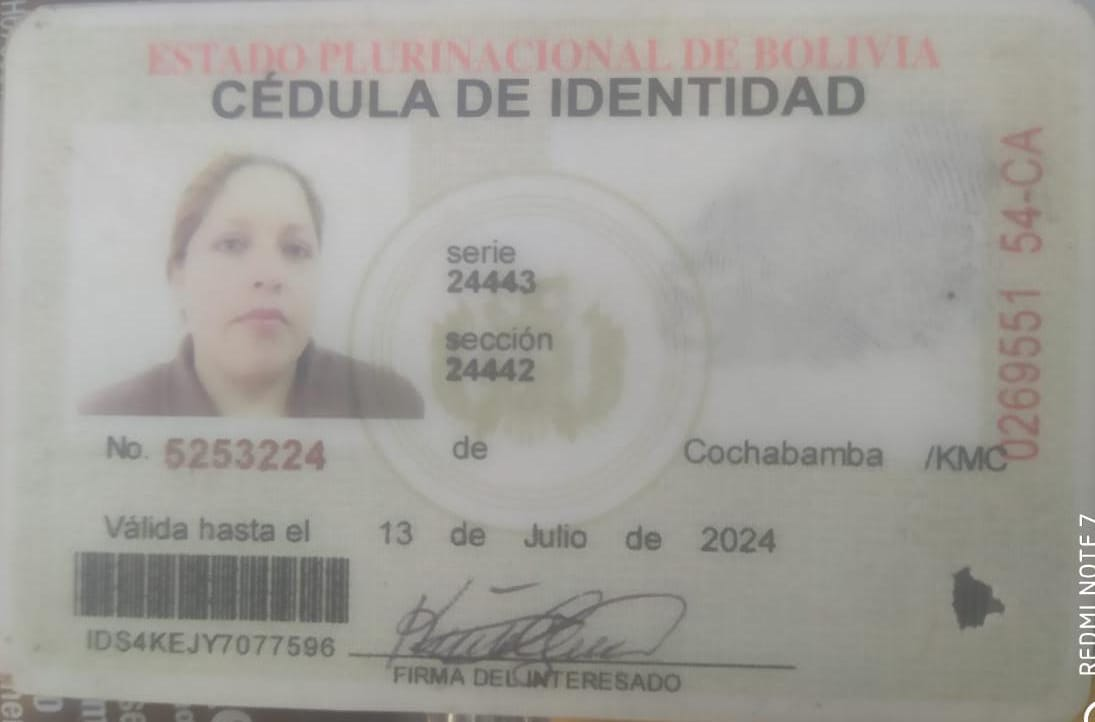 ESTADO PLURINACIONAL DE BOLIVIA
CÉDULA DE IDENTIDAD
serie
24443
sección
24442
0269551 54-CA
No. 5253224 de Cochabamba /KMC
Válida hasta el 13 de Julio de 2024
IDS4KEJY7077596
FIRMA DEL INTERESADO
REDMI NOTE 7